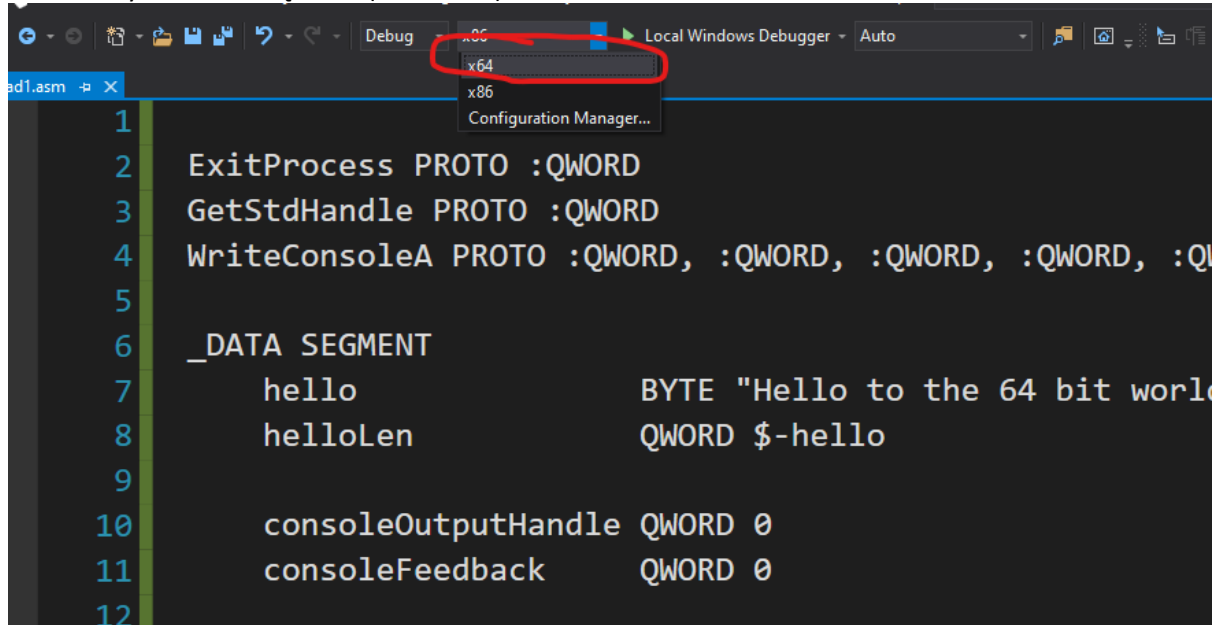 Debug x86 Local Windows Debugger Auto
x64
ad1.asm
x86
Configuration Manager...
1
2 ExitProcess PROTO :QWORD
3 GetStdHandle PROTO :QWORD
4 WriteConsoleA PROTO :QWORD, :QWORD, :QWORD, :QWORD, :QW
5
6 _DATA SEGMENT
7 hello BYTE "Hello to the 64 bit worl
8 helloLen QWORD $-hello
9
10 consoleOutputHandle QWORD 0
11 consoleFeedback QWORD 0
12